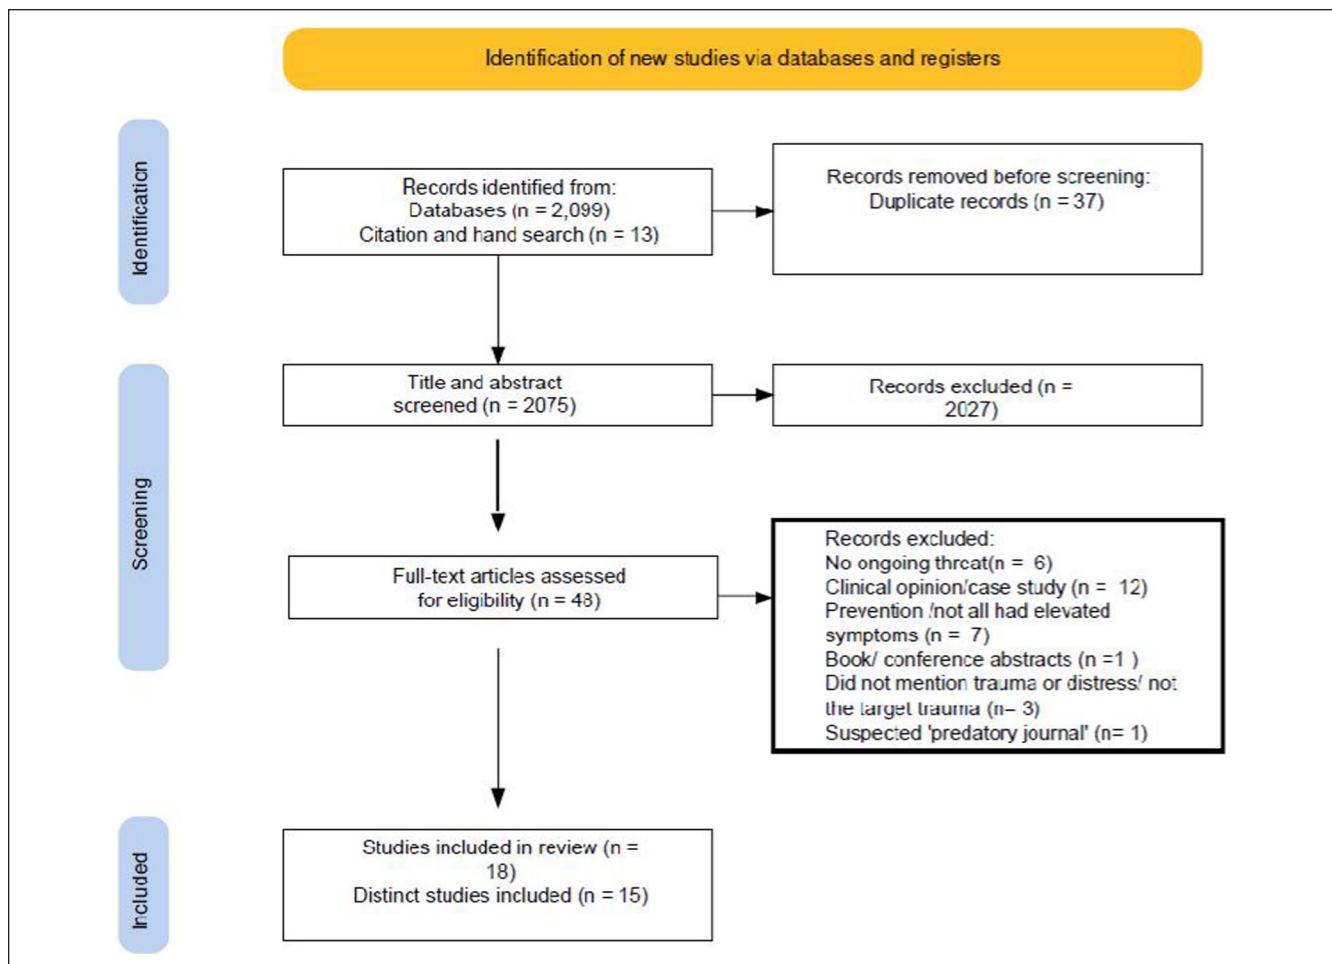 Identification of new studies via databases and registers
Identification
Records identified from:
Databases (n = 2,099)
Citation and hand search (n = 13)
Records removed before screening:
Duplicate records (n = 37)
Screening
Title and abstract
screened (n = 2075)
Records excluded (n =
2027)
Full-text articles assessed
for eligibility (n = 48)
Records excluded:
No ongoing threat(n = 6)
Clinical opinion/case study (n = 12)
Prevention /not all had elevated
symptoms (n = 7)
Book/ conference abstracts (n =1 )
Did not mention trauma or distress/ not
the target trauma (n= 3)
Suspected 'predatory journal' (n= 1)
Included
Studies included in review (n =
18)
Distinct studies included (n = 15)